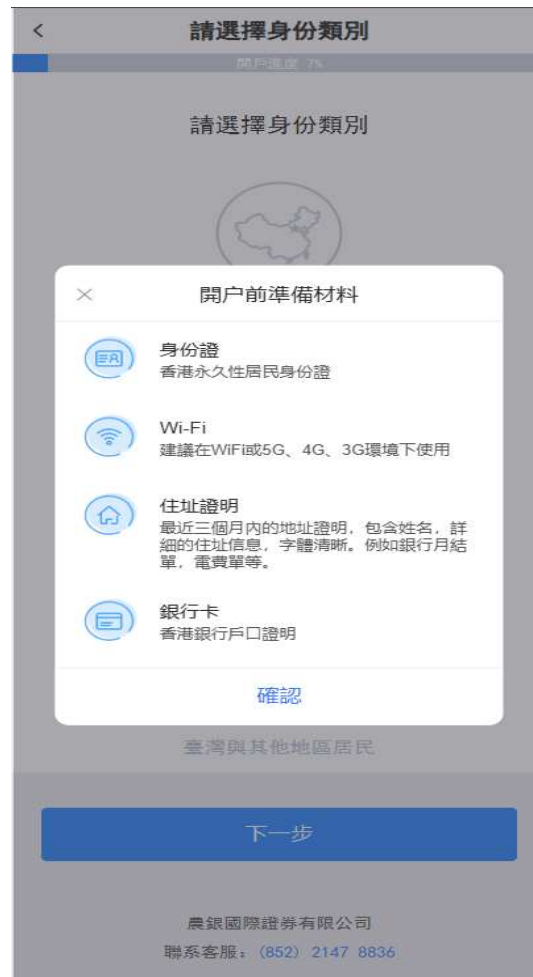 請選擇身份類別
開戶進度 7%
請選擇身份類別
開户前準備材料
身份證
香港永久性居民身份證
Wi-Fi
建議在WiFi或5G、4G、3G環境下使用
住址證明
最近三個月內的地址證明，包含姓名，詳
細的住址信息，字體清晰。例如銀行月結
單，電費單等。
銀行卡
香港銀行戶口證明
確認
臺灣與其他地區居民
下一步
農銀國際證券有限公司
聯系客服：(852) 2147 8836